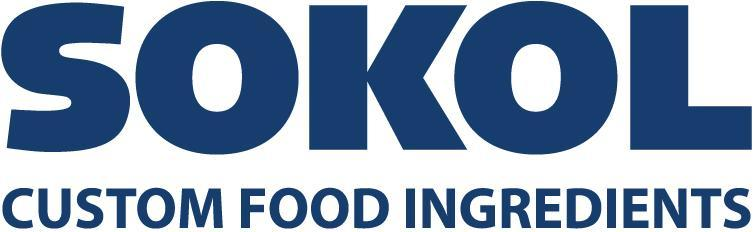 SOKOL
CUSTOM FOOD INGREDIENTS